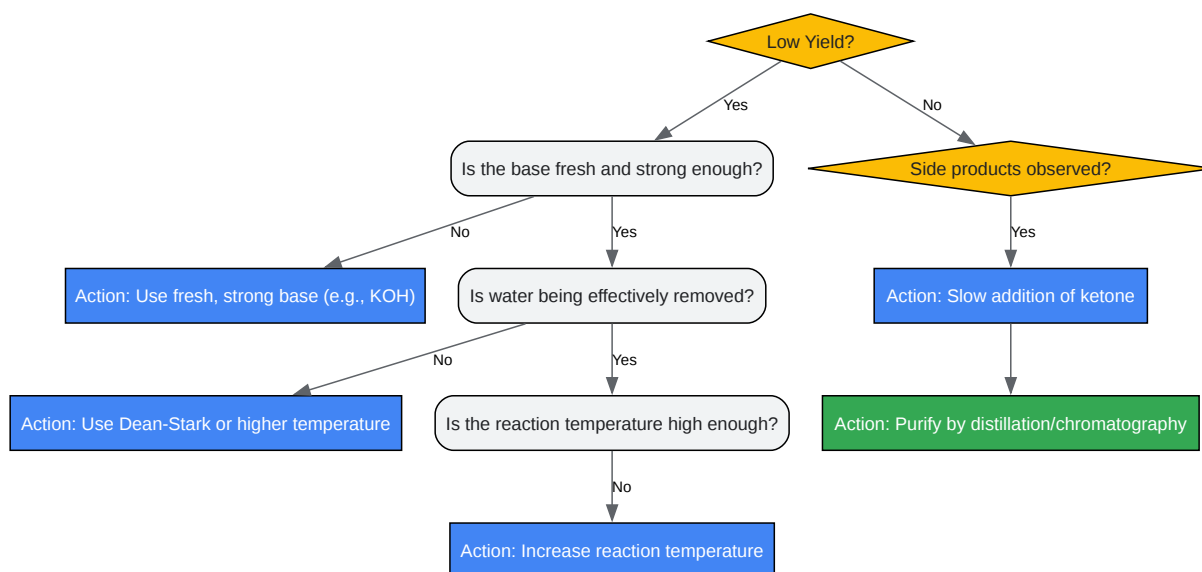 Low Yield?
Yes
No
Is the base fresh and strong enough?
Side products observed?
No
Yes
Yes
Action: Use fresh, strong base (e.g., KOH)
Is water being effectively removed?
Action: Slow addition of ketone
No
Yes
Action: Use Dean-Stark or higher temperature
Is the reaction temperature high enough?
Action: Purify by distillation/chromatography
No
Action: Increase reaction temperature